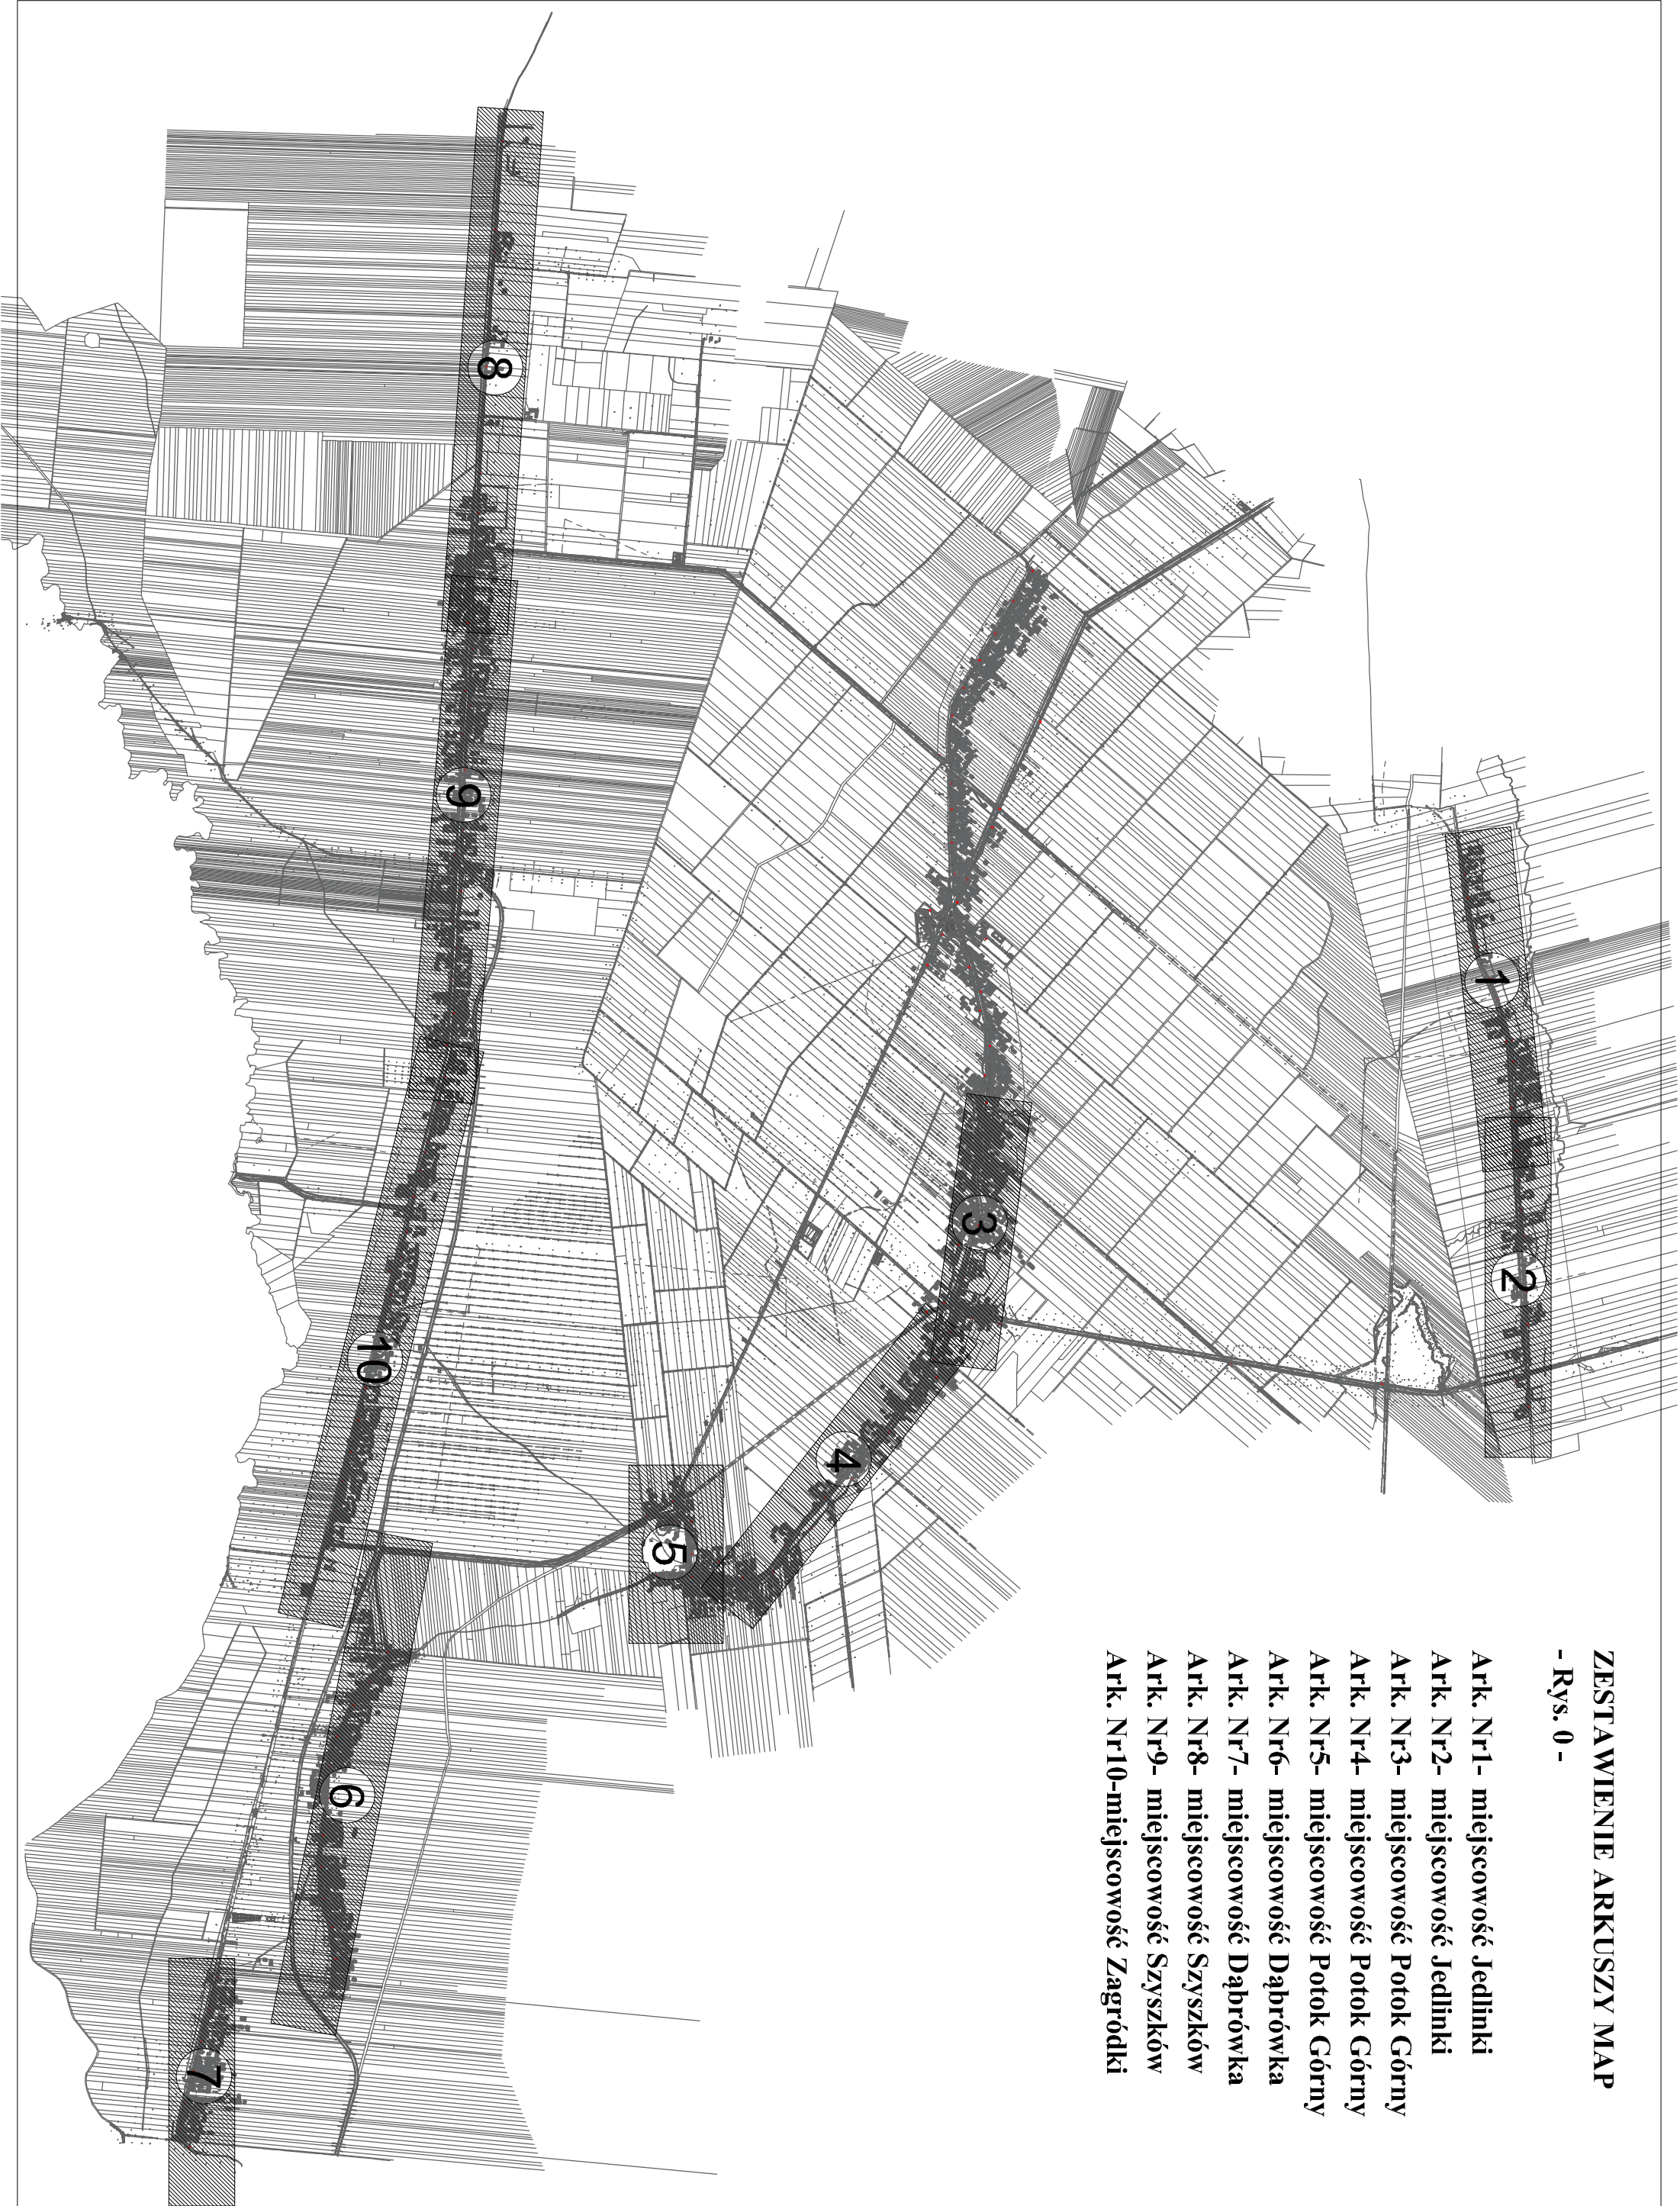 ZESTAWIENIE ARKUSZY MAP
- Rys. 0 -
Ark. Nr1- miejscowość Jedlinki
Ark. Nr2- miejscowość Jedlinki
Ark. Nr3- miejscowość Potok Górny
Ark. Nr4- miejscowość Potok Górny
Ark. Nr5- miejscowość Potok Górny
Ark. Nr6- miejscowość Dąbrówka
Ark. Nr7- miejscowość Dąbrówka
Ark. Nr8- miejscowość Szyszków
Ark. Nr9- miejscowość Szyszków
Ark. Nr10-miejscowość Zagródki
1
2
3
4
5
6
7
8
9
10